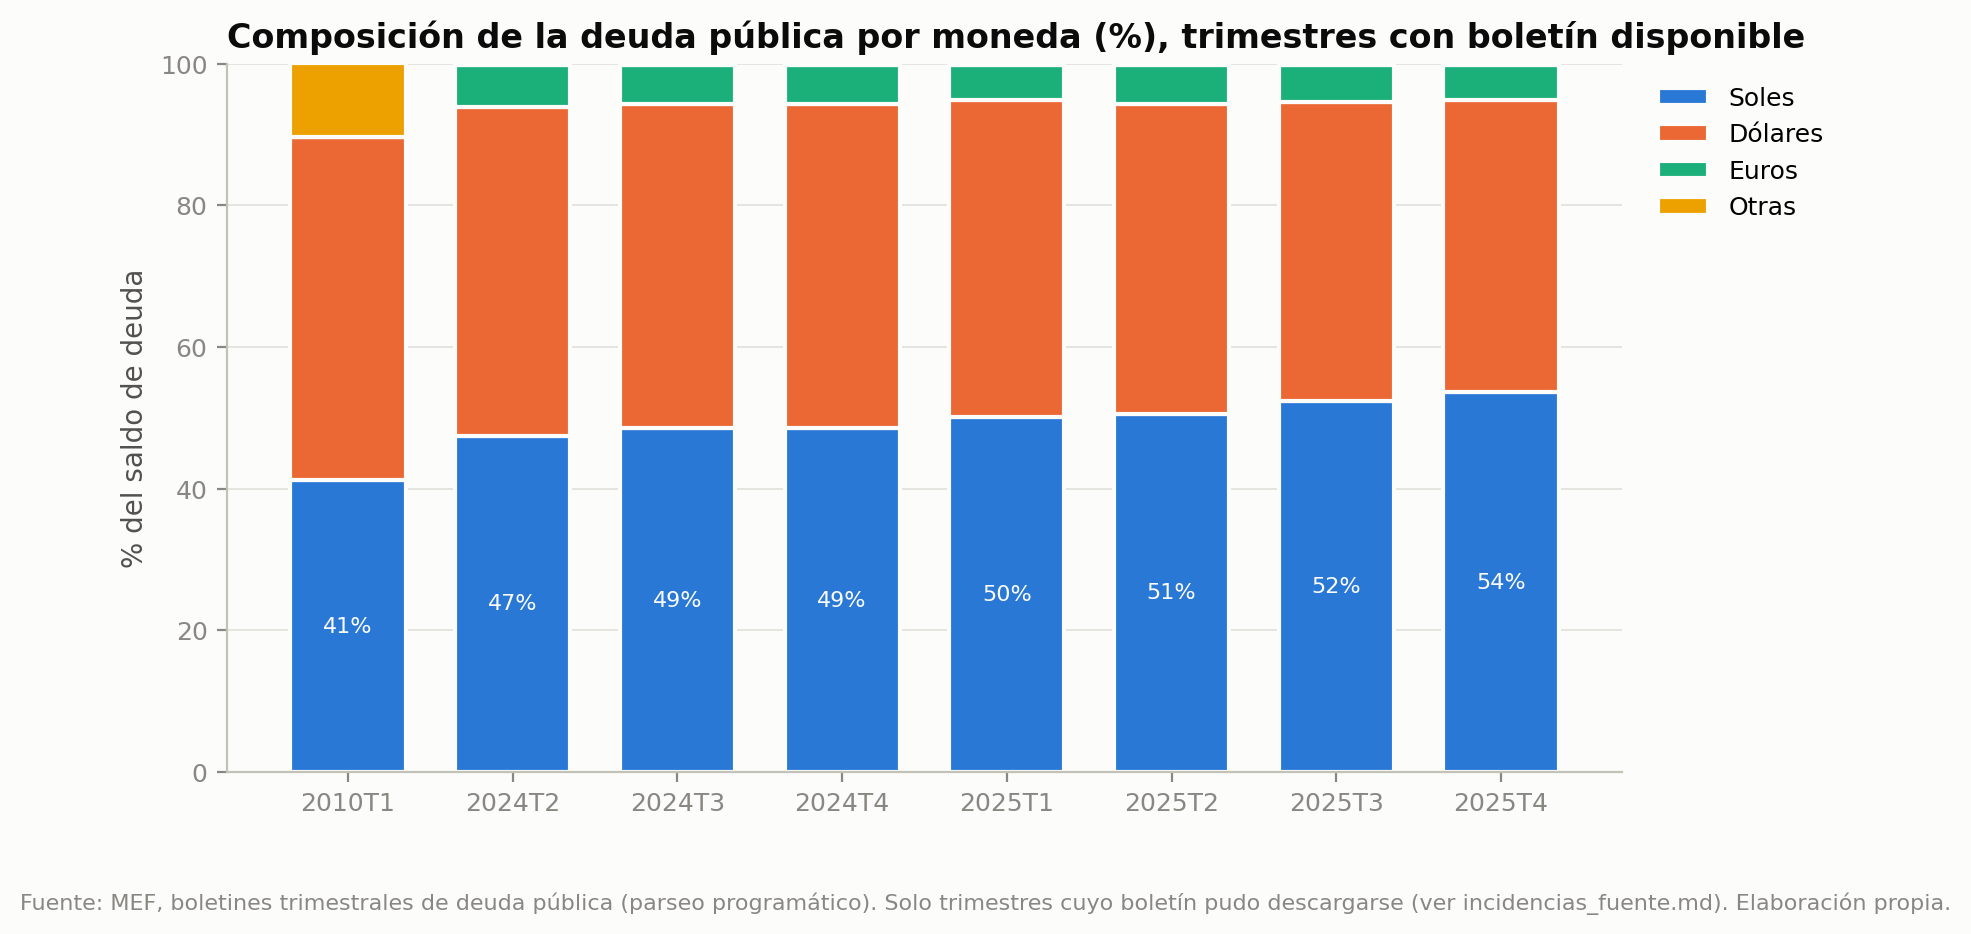 Composición de la deuda pública por moneda (%), trimestres con boletín disponible
% del saldo de deuda
100
80
60
40
20
0
41%
47%
49%
49%
50%
51%
52%
54%
2010T1
2024T2
2024T3
2024T4
2025T1
2025T2
2025T3
2025T4
Soles
Dólares
Euros
Otras
Fuente: MEF, boletines trimestrales de deuda pública (parseo programático). Solo trimestres cuyo boletín pudo descargarse (ver incidencias_fuente.md). Elaboración propia.